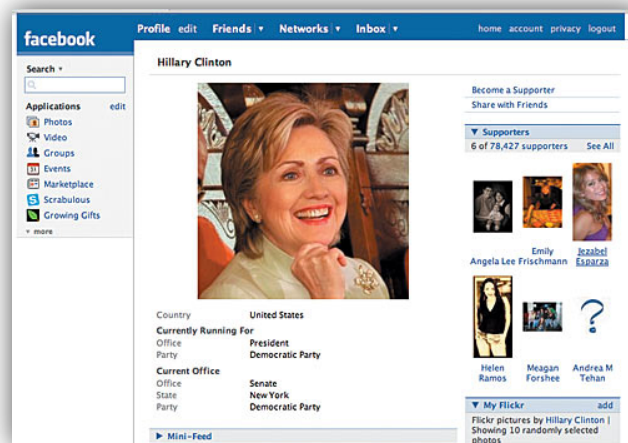 facebook
Profile edit Friends Networks Inbox
home account privacy logout
Search
Applications edit
Photos
Video
Groups
31 Events
Marketplace
S Scrabulous
Growing Gifts
more
Hillary Clinton
Country United States
Currently Running For
Office President
Party Democratic Party
Current Office
Office Senate
State New York
Party Democratic Party
Mini-Feed
Become a Supporter
Share with Friends
Supporters
6 of 78,427 supporters See All
Angela Lee
Emily
Frischmann
Jezabel
Esparza
?
Helen
Ramos
Meagan
Forshee
Andrea M
Tehan
My Flickr add
Flickr pictures by Hillary Clinton |
Showing 10 randomly selected
photos